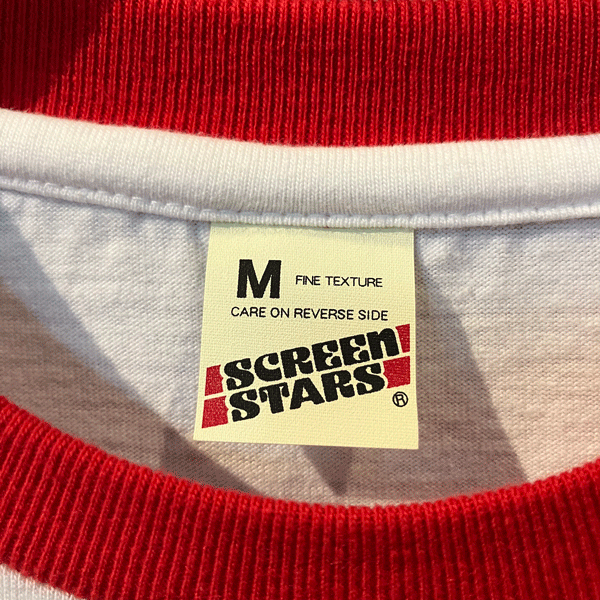 M FINE TEXTURE
CARE ON REVERSE SIDE
SCREEN
STARS ®